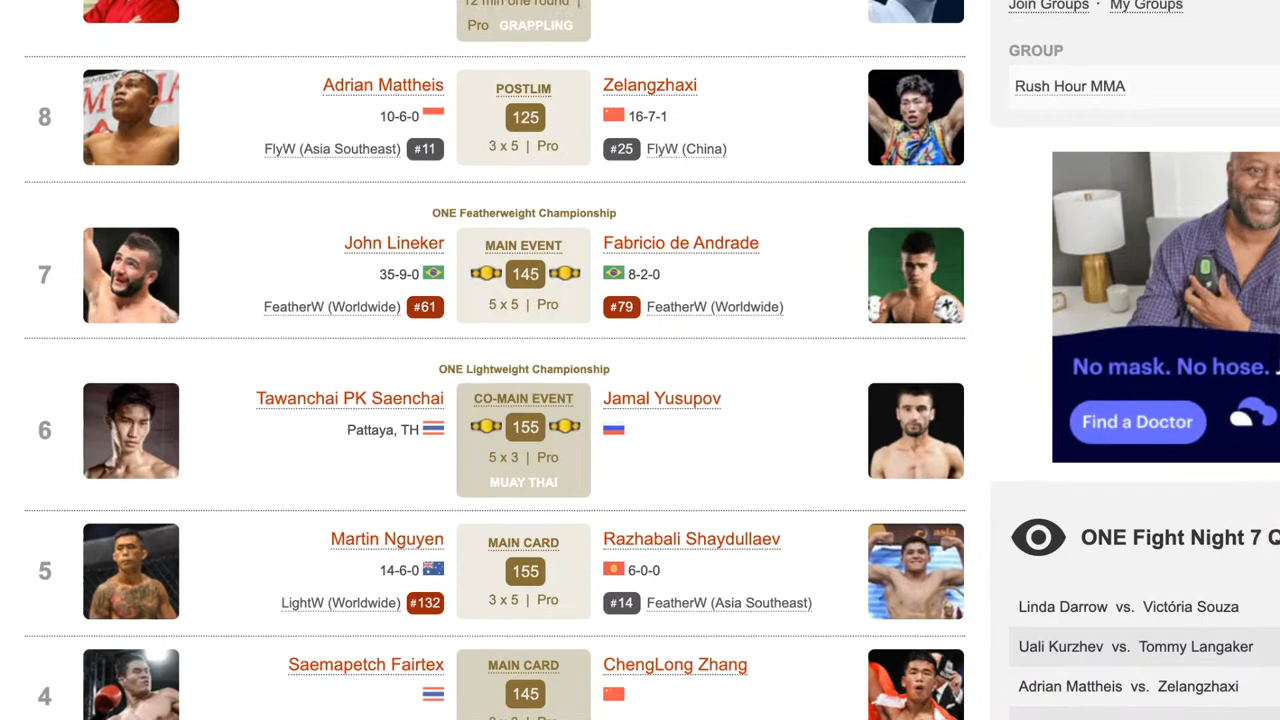 12 min one round |
Pro GRAPPLING
8
Adrian Mattheis
10-6-0
FlyW (Asia Southeast) #11
POSTLIM
125
3 x 5 | Pro
Zelangzhaxi
16-7-1
#25 FlyW (China)
ONE Featherweight Championship
7
John Lineker
35-9-0
FeatherW (Worldwide) #61
MAIN EVENT
145
5 x 5 | Pro
Fabricio de Andrade
8-2-0
#79 FeatherW (Worldwide)
ONE Lightweight Championship
6
Tawanchai PK Saenchai
Pattaya, TH
CO-MAIN EVENT
155
5 x 3 | Pro
MUAY THAI
Jamal Yusupov
5
Martin Nguyen
14-6-0
LightW (Worldwide) #132
MAIN CARD
155
3 x 5 | Pro
Razhabali Shaydullaev
6-0-0
#14 FeatherW (Asia Southeast)
4
Saemapetch Fairtex
MAIN CARD
145
ChengLong Zhang
Join Groups · My Groups
GROUP
Rush Hour MMA
No mask. No hose.
Find a Doctor
ONE Fight Night 7
Linda Darrow vs. Victória Souza
Uali Kurzhev vs. Tommy Langaker
Adrian Mattheis vs. Zelangzhaxi